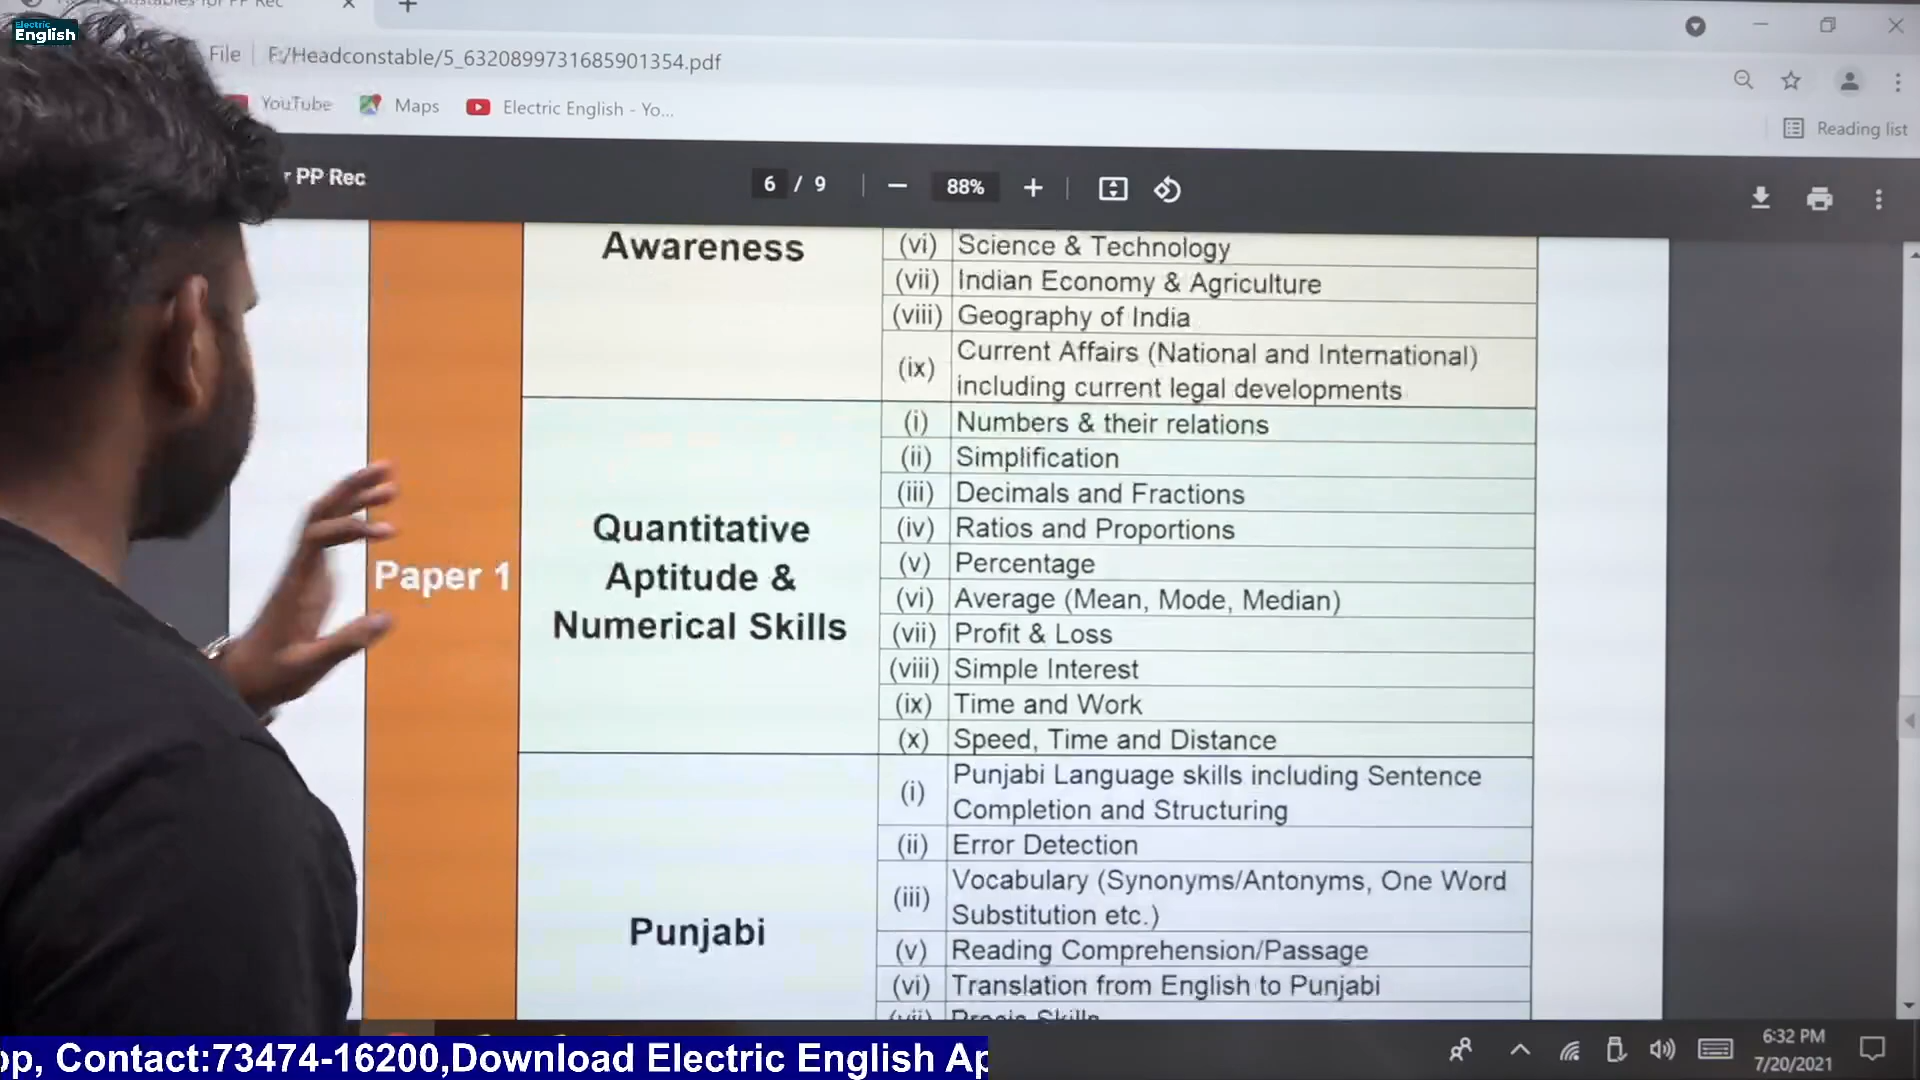 Electric
English
File
F:/Headconstable/5_6320899731685901354.pdf
YouTube
Maps
Electric English - Yo...
Reading list
PP Rec
6 / 9
88%
Awareness
(vi) Science & Technology
(vii) Indian Economy & Agriculture
(viii) Geography of India
(ix) Current Affairs (National and International)
including current legal developments
Paper 1
Quantitative
Aptitude &
Numerical Skills
(i) Numbers & their relations
(ii) Simplification
(iii) Decimals and Fractions
(iv) Ratios and Proportions
(v) Percentage
(vi) Average (Mean, Mode, Median)
(vii) Profit & Loss
(viii) Simple Interest
(ix) Time and Work
(x) Speed, Time and Distance
Punjabi
(i) Punjabi Language skills including Sentence
Completion and Structuring
(ii) Error Detection
(iii) Vocabulary (Synonyms/Antonyms, One Word
Substitution etc.)
(v) Reading Comprehension/Passage
(vi) Translation from English to Punjabi
pp, Contact:73474-16200,Download Electric English Ap
6:32 PM
7/20/2021